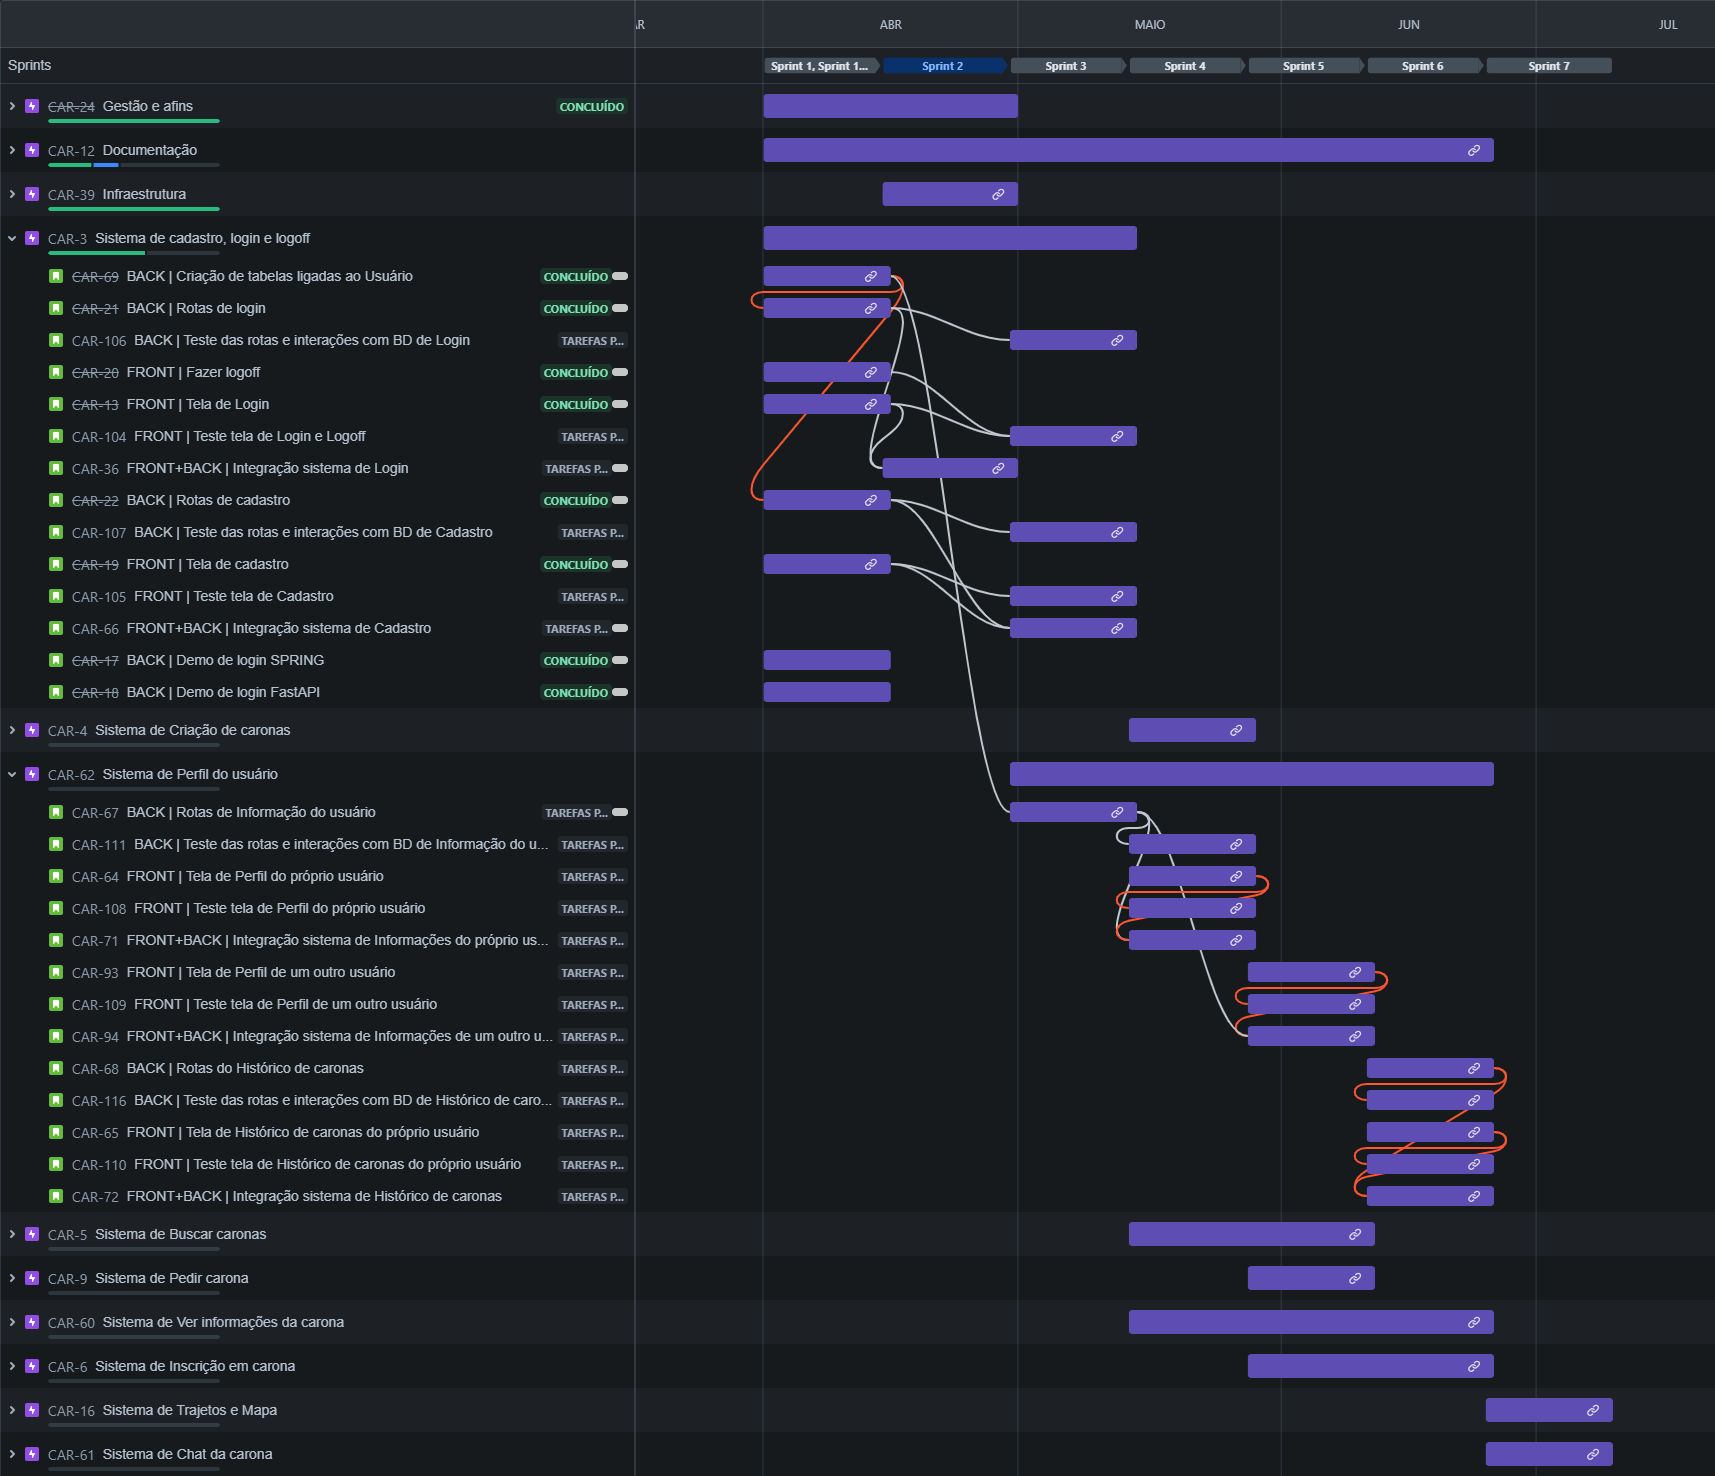 AR ABR MAIO JUN JUL
Sprints Sprint 1, Sprint 1... Sprint 2 Sprint 3 Sprint 4 Sprint 5 Sprint 6 Sprint 7
CAR-24 Gestão e afins CONCLUÍDO
CAR-12 Documentação
CAR-39 Infraestrutura
CAR-3 Sistema de cadastro, login e logoff
CAR-69 BACK | Criação de tabelas ligadas ao Usuário CONCLUÍDO
CAR-21 BACK | Rotas de login CONCLUÍDO
CAR-106 BACK | Teste das rotas e interações com BD de Login TAREFAS P...
CAR-20 FRONT | Fazer logoff CONCLUÍDO
CAR-13 FRONT | Tela de Login CONCLUÍDO
CAR-104 FRONT | Teste tela de Login e Logoff TAREFAS P...
CAR-36 FRONT+BACK | Integração sistema de Login TAREFAS P...
CAR-22 BACK | Rotas de cadastro CONCLUÍDO
CAR-107 BACK | Teste das rotas e interações com BD de Cadastro TAREFAS P...
CAR-19 FRONT | Tela de cadastro CONCLUÍDO
CAR-105 FRONT | Teste tela de Cadastro TAREFAS P...
CAR-66 FRONT+BACK | Integração sistema de Cadastro TAREFAS P...
CAR-17 BACK | Demo de login SPRING CONCLUÍDO
CAR-18 BACK | Demo de login FastAPI CONCLUÍDO
CAR-4 Sistema de Criação de caronas
CAR-62 Sistema de Perfil do usuário
CAR-67 BACK | Rotas de Informação do usuário TAREFAS P...
CAR-111 BACK | Teste das rotas e interações com BD de Informação do u... TAREFAS P...
CAR-64 FRONT | Tela de Perfil do próprio usuário TAREFAS P...
CAR-108 FRONT | Teste tela de Perfil do próprio usuário TAREFAS P...
CAR-71 FRONT+BACK | Integração sistema de Informações do próprio us... TAREFAS P...
CAR-93 FRONT | Tela de Perfil de um outro usuário TAREFAS P...
CAR-109 FRONT | Teste tela de Perfil de um outro usuário TAREFAS P...
CAR-94 FRONT+BACK | Integração sistema de Informações de um outro u... TAREFAS P...
CAR-68 BACK | Rotas do Histórico de caronas TAREFAS P...
CAR-116 BACK | Teste das rotas e interações com BD de Histórico de caro... TAREFAS P...
CAR-65 FRONT | Tela de Histórico de caronas do próprio usuário TAREFAS P...
CAR-110 FRONT | Teste tela de Histórico de caronas do próprio usuário TAREFAS P...
CAR-72 FRONT+BACK | Integração sistema de Histórico de caronas TAREFAS P...
CAR-5 Sistema de Buscar caronas
CAR-9 Sistema de Pedir carona
CAR-60 Sistema de Ver informações da carona
CAR-6 Sistema de Inscrição em carona
CAR-16 Sistema de Trajetos e Mapa
CAR-61 Sistema de Chat da carona